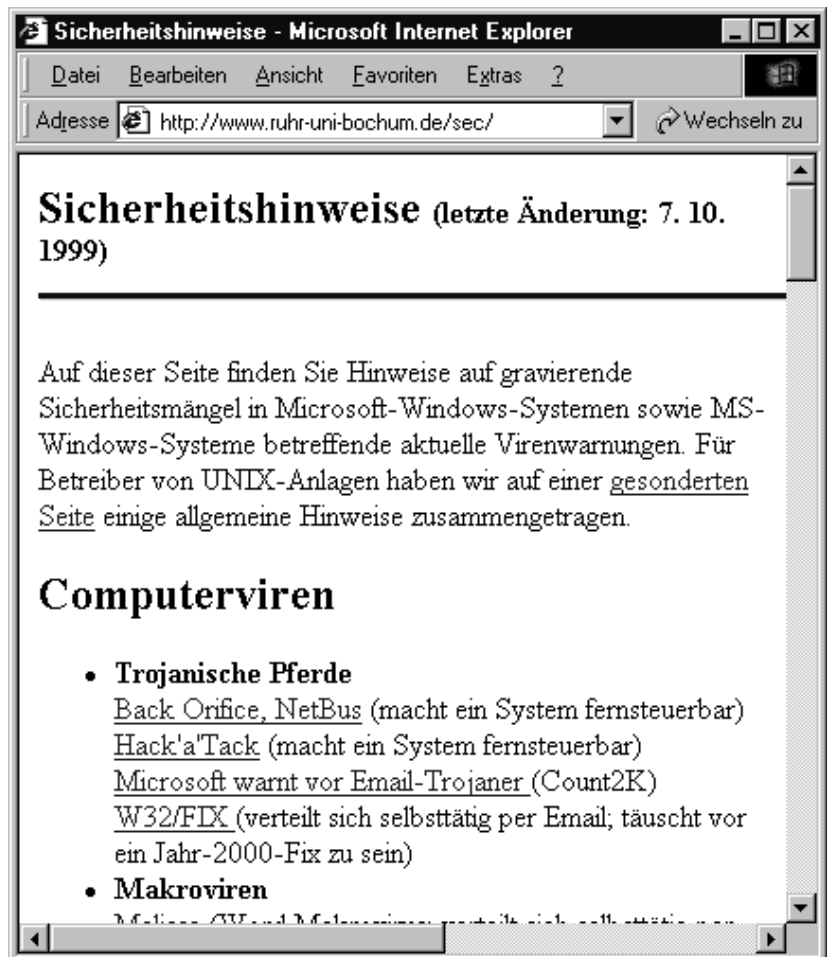 Sicherheitshinweise - Microsoft Internet Explorer
Datei Bearbeiten Ansicht Favoriten Extras ?
Adresse http://www.ruhr-uni-bochum.de/sec/ Wechseln zu
Sicherheitshinweise (letzte Änderung: 7. 10.
1999)
Auf dieser Seite finden Sie Hinweise auf gravierende
Sicherheitsmängel in Microsoft-Windows-Systemen sowie MS-
Windows-Systeme betreffende aktuelle Virenwarnungen. Für
Betreiber von UNIX-Anlagen haben wir auf einer gesonderten
Seite einige allgemeine Hinweise zusammengetragen.
Computerviren
• Trojanische Pferde
Back Orifice, NetBus (macht ein System fernsteuerbar)
Hack'a'Tack (macht ein System fernsteuerbar)
Microsoft warnt vor Email-Trojaner (Count2K)
W32/FIX (verteilt sich selbsttätig per Email; täuscht vor
ein Jahr-2000-Fix zu sein)
• Makroviren